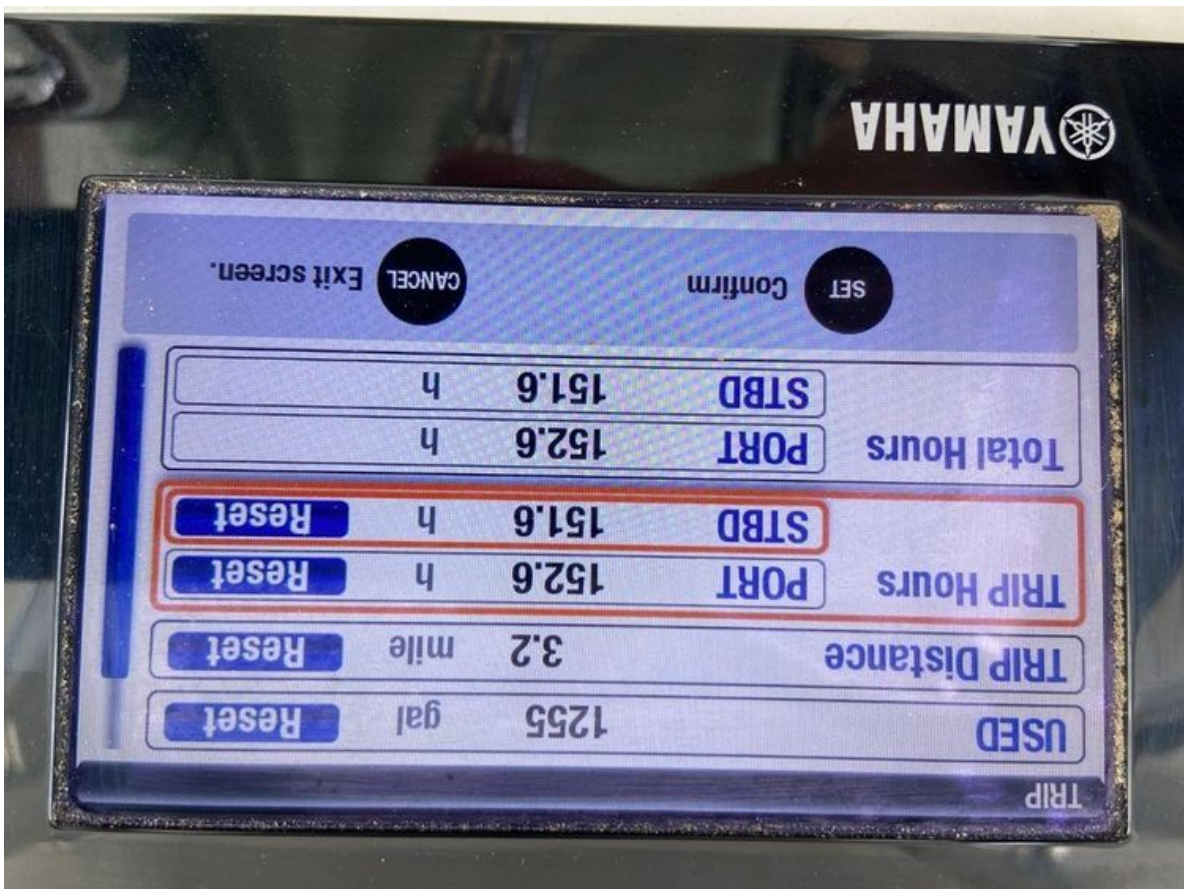 TRIP
USED 1255 gal Reset
TRIP Distance 3.2 mile Reset
TRIP Hours PORT 152.6 h Reset
STBD 151.6 h Reset
Total Hours PORT 152.6 h
STBD 151.6 h
SET Confirm CANCEL Exit screen.
YAMAHA